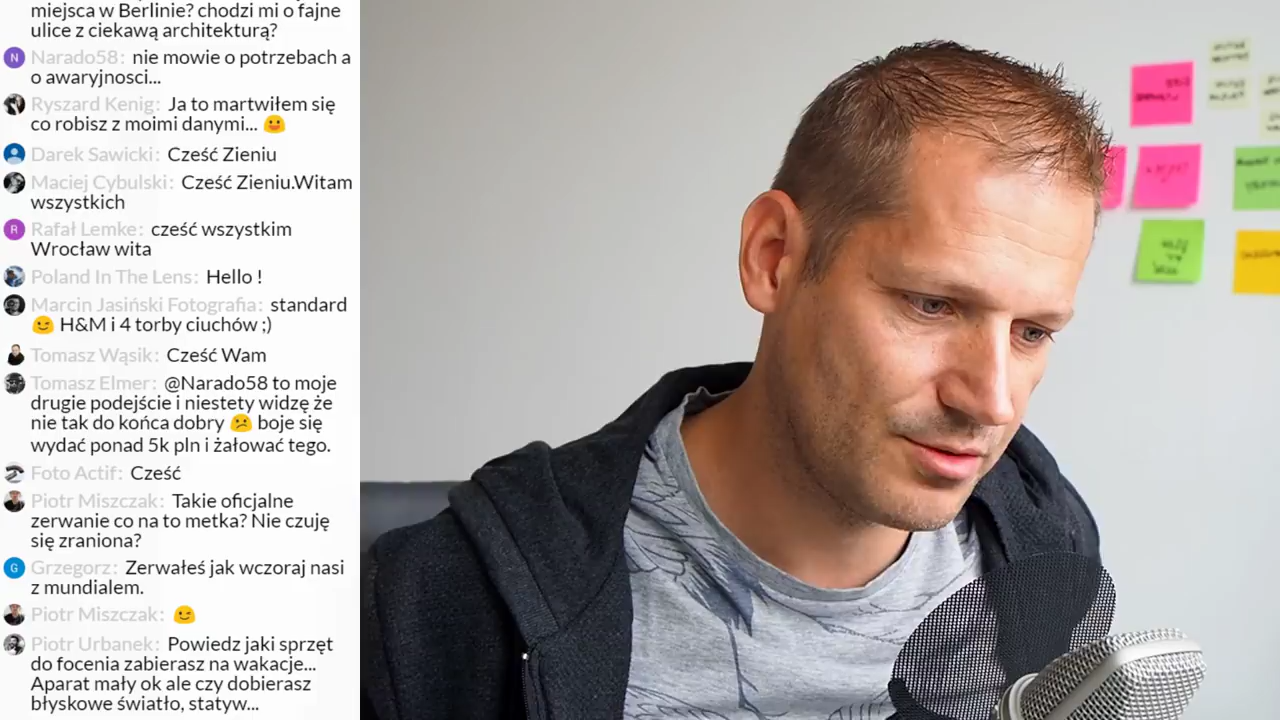 miejsca w Berlinie? chodzi mi o fajne
ulice z ciekawą architekturą?
N Narado58: nie mowie o potrzebach a
o awaryjnosci...
Ryszard Kenig: Ja to martwiłem się
co robisz z moimi danymi... 😀
Darek Sawicki: Cześć Zieniu
Maciej Cybulski: Cześć Zieniu.Witam
wszystkich
R Rafał Lemke: cześć wszystkim
Wrocław wita
Poland In The Lens: Hello !
Marcin Jasiński Fotografia: standard
😉 H&M i 4 torby ciuchów ;)
Tomasz Wąsik: Cześć Wam
Tomasz Elmer: @Narado58 to moje
drugie podejście i niestety widzę że
nie tak do końca dobry 😕 boje się
wydać ponad 5k pln i żałować tego.
Foto Actif: Cześć
Piotr Miszczak: Takie oficjalne
zerwanie co na to metka? Nie czuję
się zraniona?
G Grzegorz: Zerwałeś jak wczoraj nasi
z mundialem.
Piotr Miszczak: 😉
Piotr Urbanek: Powiedz jaki sprzęt
do focenia zabierasz na wakacje...
Aparat mały ok ale czy dobierasz
błyskowe światło, statyw...